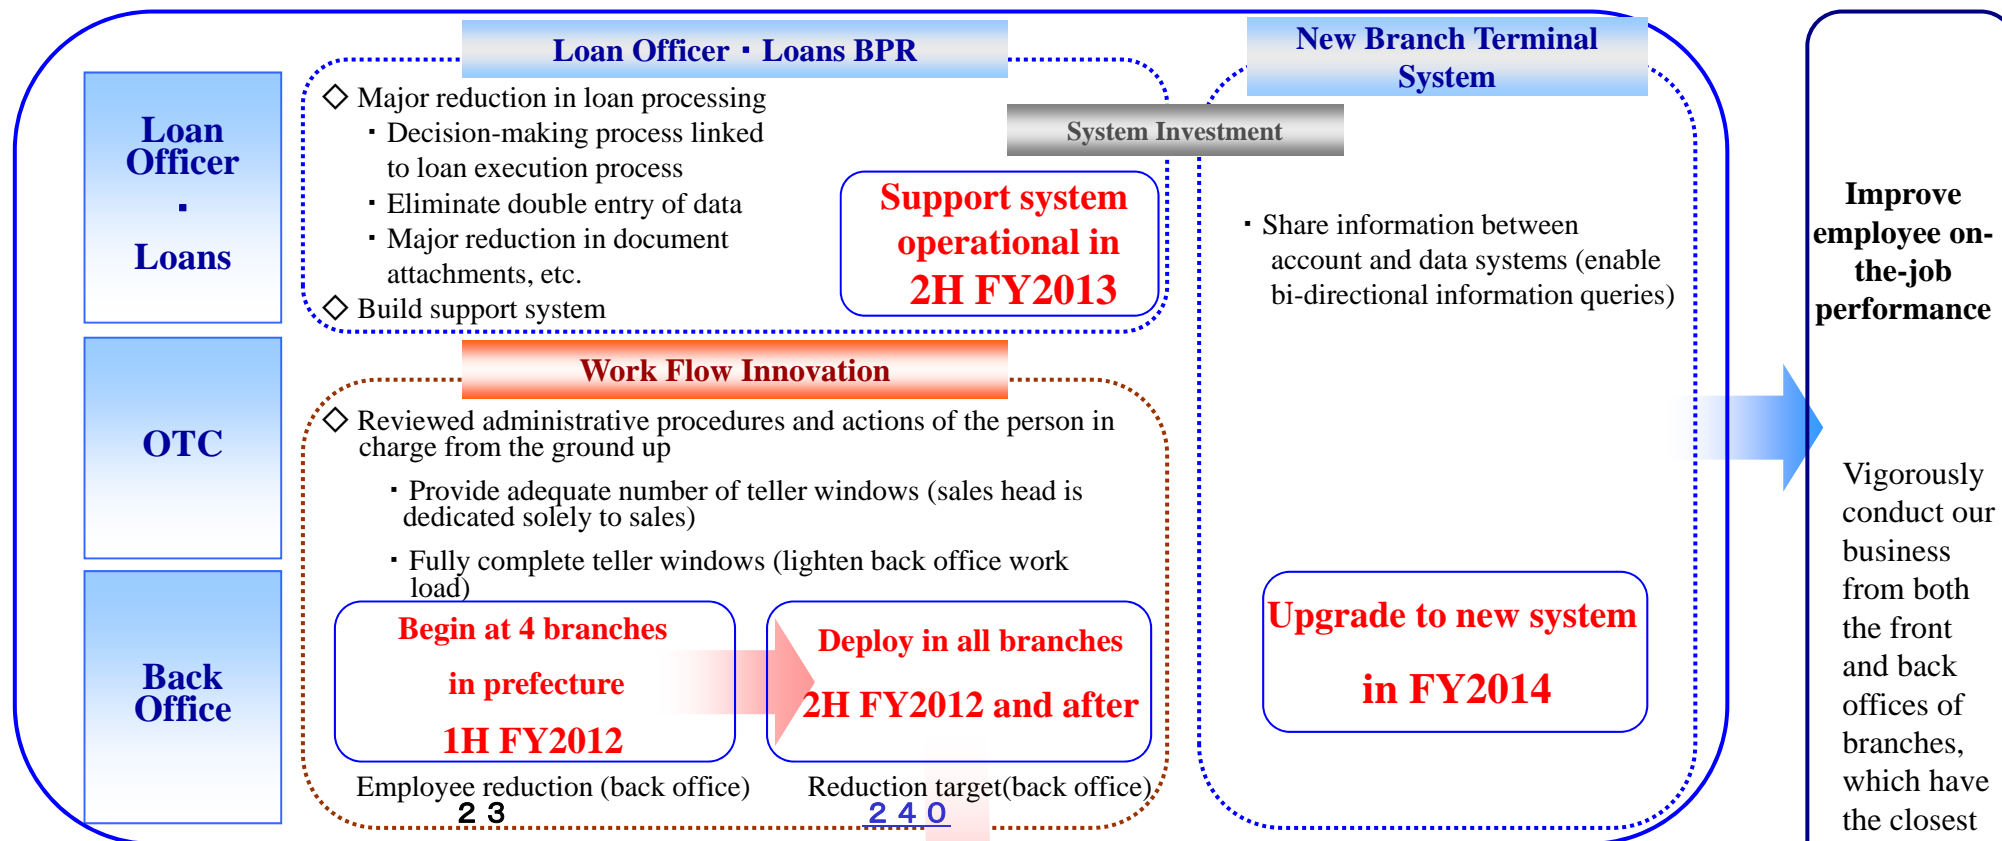 Loan Officer ▪ Loans BPR
New Branch Terminal
System
System Investment
Loan
Officer
▪
Loans
◇ Major reduction in loan processing
▪ Decision-making process linked
to loan execution process
▪ Eliminate double entry of data
▪ Major reduction in document
attachments, etc.
◇ Build support system
Support system
operational in
2H FY2013
▪ Share information between
account and data systems (enable
bi-directional information queries)
Improve
employee on-
the-job
performance
OTC
Work Flow Innovation
◇ Reviewed administrative procedures and actions of the person in
charge from the ground up
▪ Provide adequate number of teller windows (sales head is
dedicated solely to sales)
▪ Fully complete teller windows (lighten back office work
load)
Back
Office
Begin at 4 branches
in prefecture
1H FY2012
Deploy in all branches
2H FY2012 and after
Upgrade to new system
in FY2014
Employee reduction (back office)
２３
Reduction target(back office)
２４０
Vigorously
conduct our
business
from both
the front
and back
offices of
branches,
which have
the closest